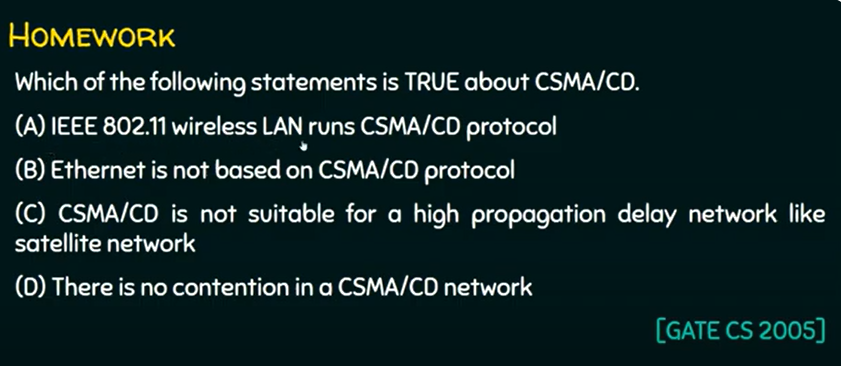 HOMEWORK
Which of the following statements is TRUE about CSMA/CD.
(A) IEEE 802.11 wireless LAN runs CSMA/CD protocol
(B) Ethernet is not based on CSMA/CD protocol
(C) CSMA/CD is not suitable for a high propagation delay network like
satellite network
(D) There is no contention in a CSMA/CD network
[GATE CS 2005]